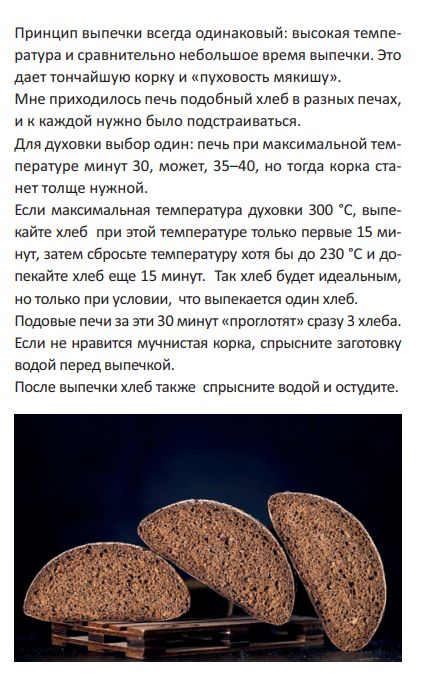 Принцип выпечки всегда одинаковый: высокая темпе-
ратура и сравнительно небольшое время выпечки. Это
дает тончайшую корку и «пуховость мякишу».
Мне приходилось печь подобный хлеб в разных печах,
и к каждой нужно было подстраиваться.
Для духовки выбор один: печь при максимальной тем-
пературе минут 30, может, 35–40, но тогда корка ста-
нет толще нужной.
Если максимальная температура духовки 300 °С, выпе-
кайте хлеб при этой температуре только первые 15 ми-
нут, затем сбросьте температуру хотя бы до 230 °С и до-
пекайте хлеб еще 15 минут. Так хлеб будет идеальным,
но только при условии, что выпекается один хлеб.
Подовые печи за эти 30 минут «проглотят» сразу 3 хлеба.
Если не нравится мучнистая корка, спрысните заготовку
водой перед выпечкой.
После выпечки хлеб также спрысните водой и остудите.